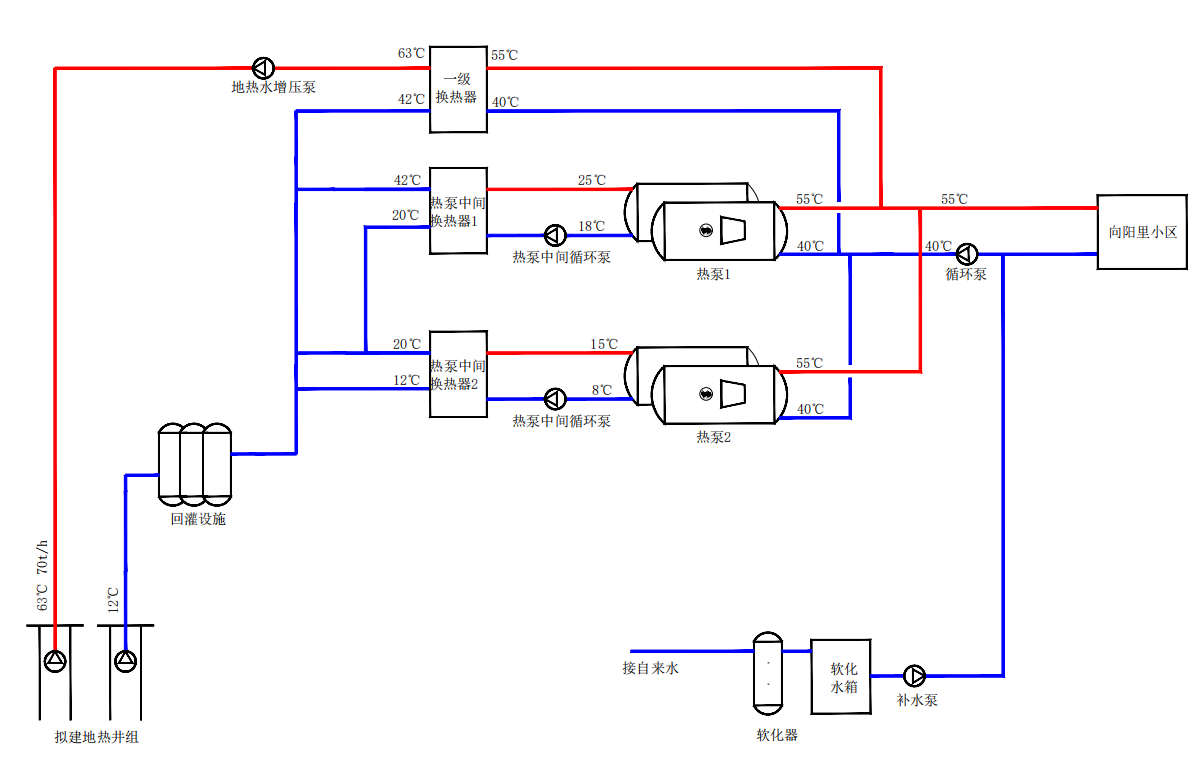 63℃
55℃
一级
换热器
地热水增压泵
42℃
40℃
42℃
25℃
热泵中间
换热器1
20℃
18℃
热泵中间循环泵
热泵1
55℃
40℃
55℃
40℃
循环泵
向阳里小区
20℃
15℃
热泵中间
换热器2
12℃
8℃
热泵中间循环泵
热泵2
55℃
40℃
回灌设施
63℃ 70t/h
12℃
拟建地热井组
接自来水
软化器
软化
水箱
补水泵